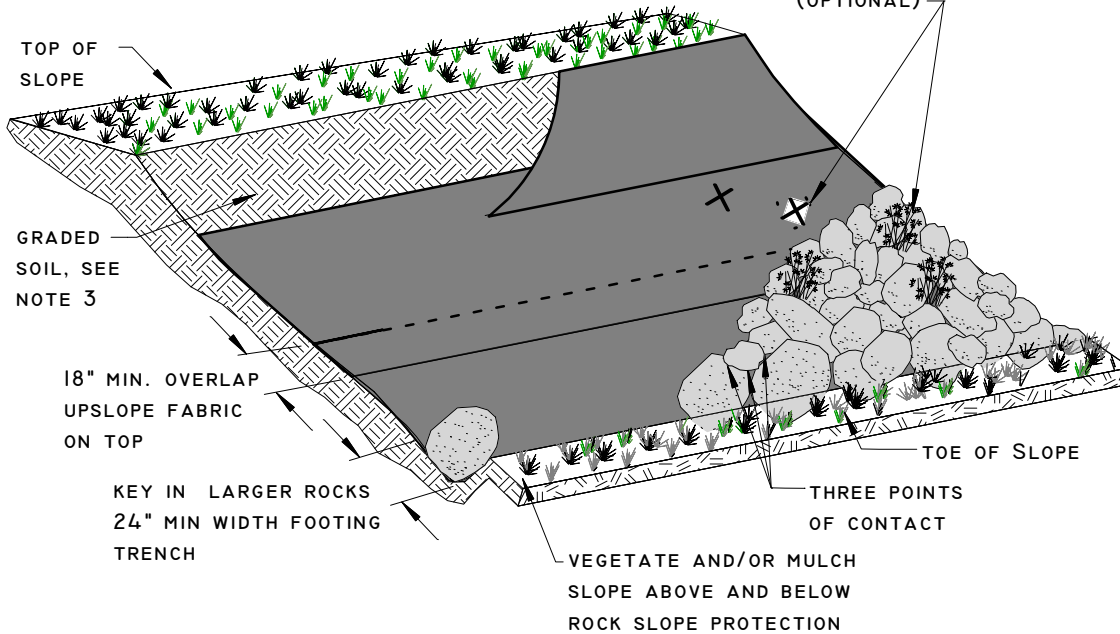 (OPTIONAL)
TOP OF
SLOPE
GRADED
SOIL, SEE
NOTE 3
18" MIN. OVERLAP
UPSLOPE FABRIC
ON TOP
KEY IN LARGER ROCKS
24" MIN WIDTH FOOTING
TRENCH
TOE OF SLOPE
THREE POINTS
OF CONTACT
VEGETATE AND/OR MULCH
SLOPE ABOVE AND BELOW
ROCK SLOPE PROTECTION